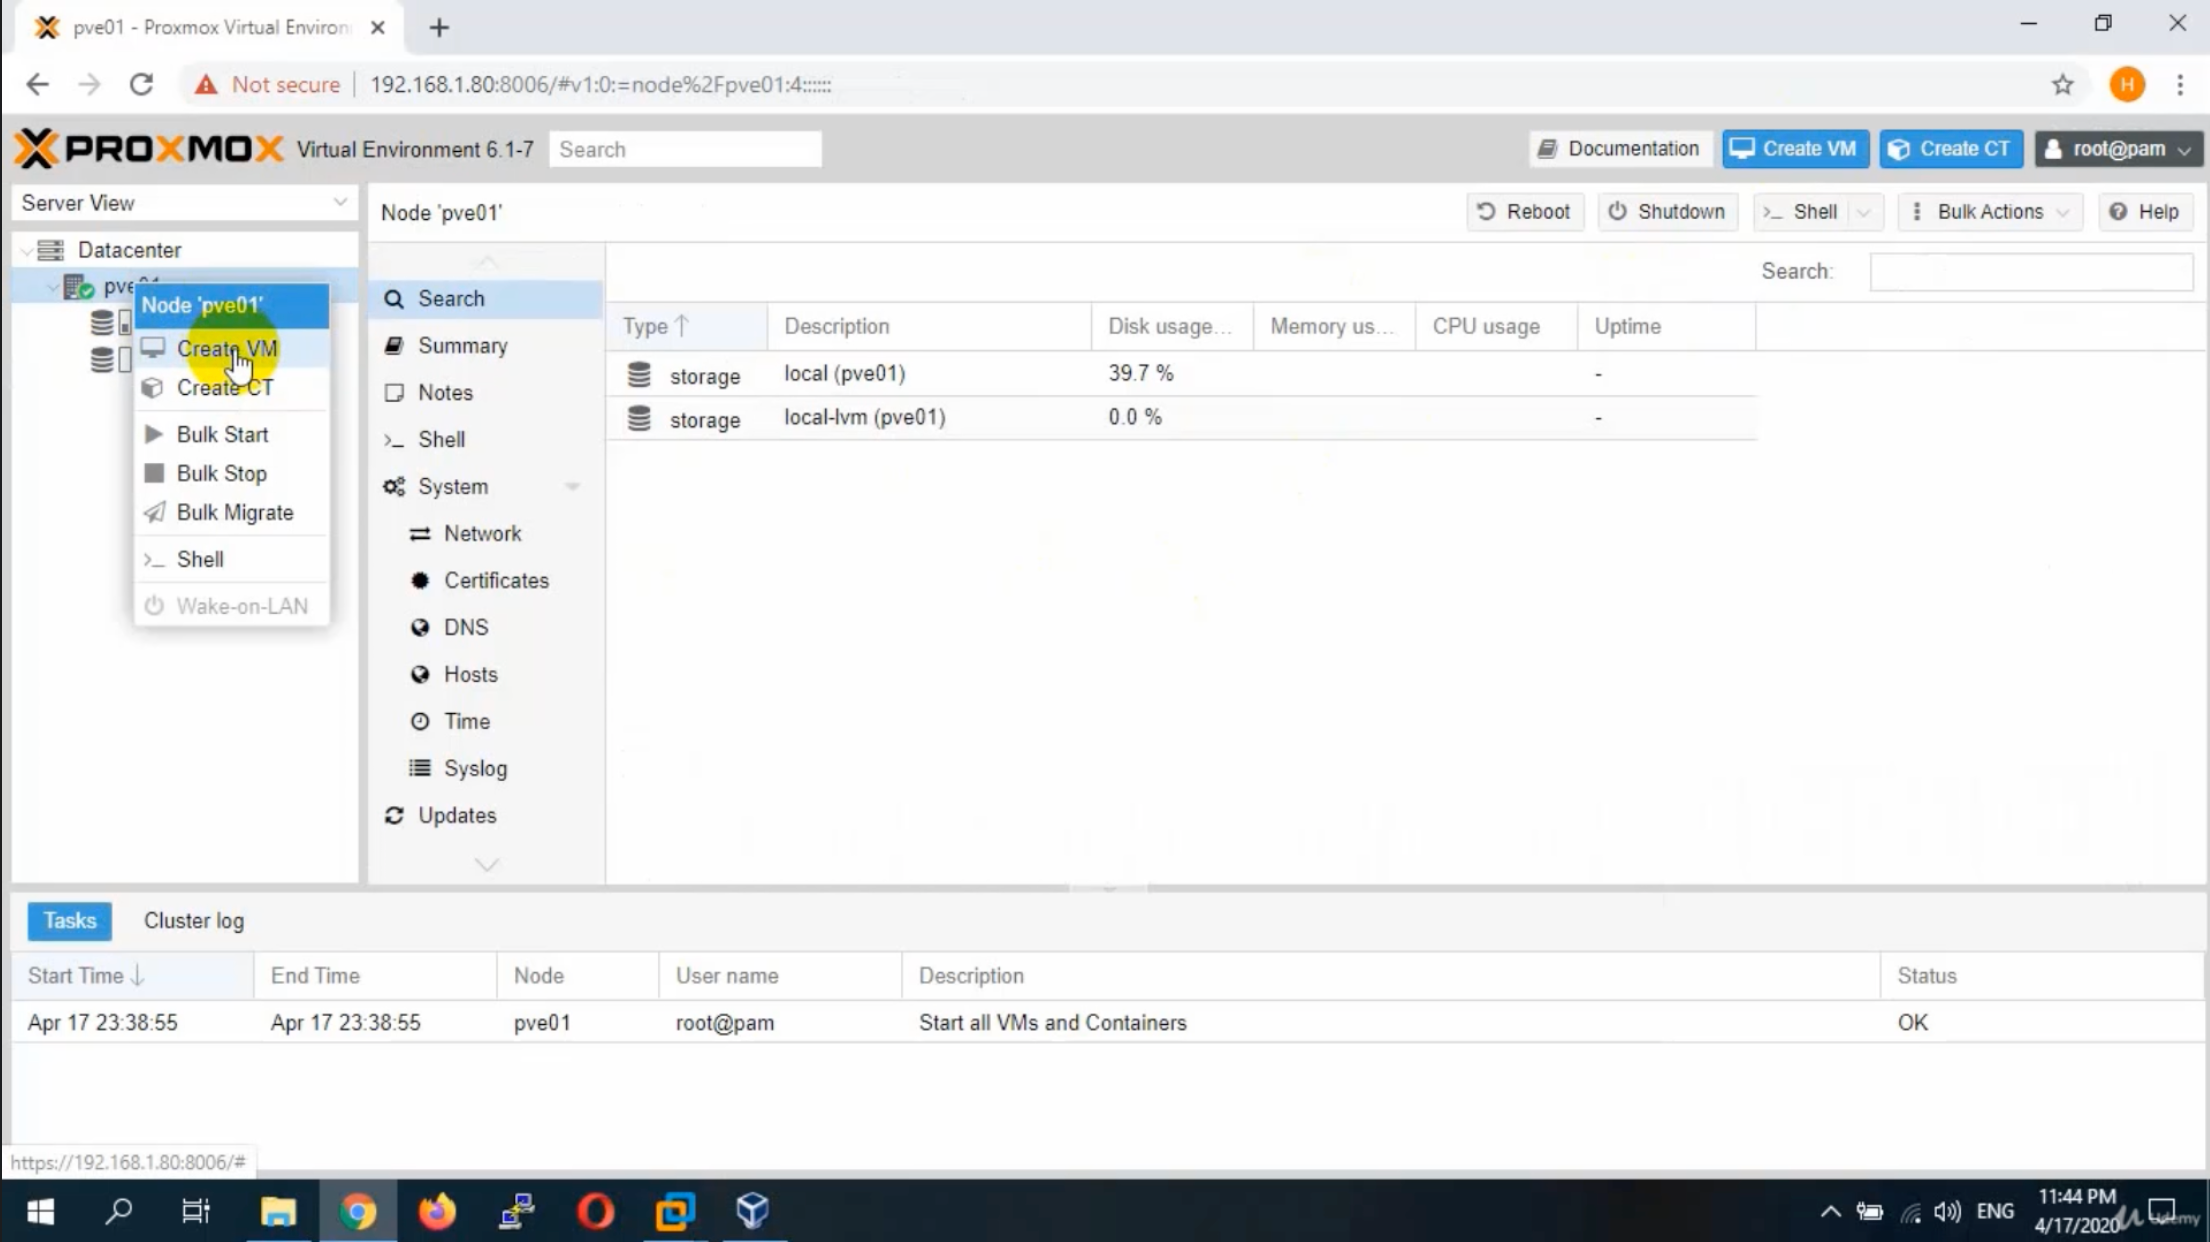 pve01 - Proxmox Virtual Environ
Not secure
192.168.1.80:8006/#v1:0:=node%2Fpve01:4::::::
H
PROXMOX
Virtual Environment 6.1-7
Search
Documentation
Create VM
Create CT
root@pam
Server View
Node 'pve01'
Reboot
Shutdown
>_ Shell
Bulk Actions
Help
Datacenter
Node 'pve01'
Create VM
Create CT
Bulk Start
Bulk Stop
Bulk Migrate
>_ Shell
Wake-on-LAN
Search
Summary
Notes
>_ Shell
System
Network
Certificates
DNS
Hosts
Time
Syslog
Updates
Search:
Type Description Disk usage... Memory us... CPU usage Uptime
storage local (pve01) 39.7 % -
storage local-lvm (pve01) 0.0 % -
Tasks Cluster log
Start Time End Time Node User name Description Status
Apr 17 23:38:55 Apr 17 23:38:55 pve01 root@pam Start all VMs and Containers OK
https://192.168.1.80:8006/#
ENG
11:44 PM
4/17/2020